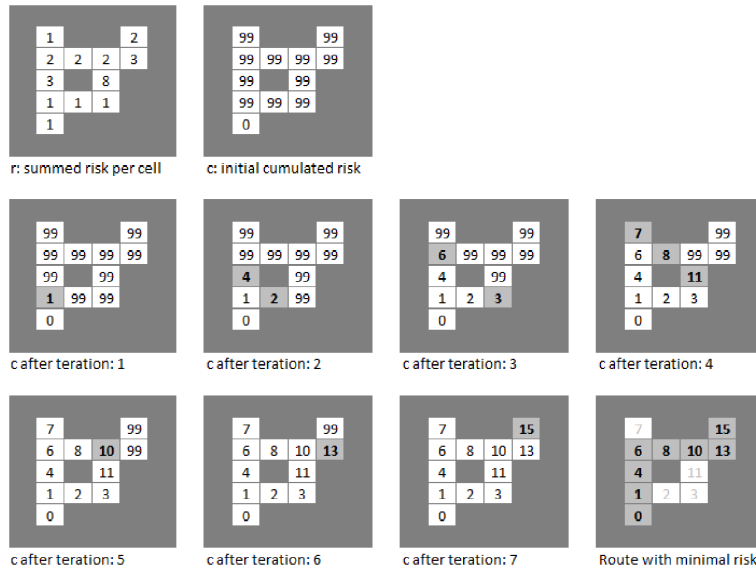 1 2
2 2 2 3
3 8
1 1 1
1
r: summed risk per cell
99 99
99 99 99 99
99 99
99 99 99
0
c: initial cumulated risk
99 99
99 99 99 99
99 99
1 99 99
0
c after teration: 1
99 99
99 99 99 99
4 99
1 2 99
0
c after teration: 2
99 99
6 99 99 99
4 99
1 2 3
0
c after teration: 3
7 99
6 8 99 99
4 11
1 2 3
0
c after teration: 4
7 99
6 8 10 99
4 11
1 2 3
0
c after teration: 5
7 99
6 8 10 13
4 11
1 2 3
0
c after teration: 6
7 15
6 8 10 13
4 11
1 2 3
0
c after teration: 7
7 15
6 8 10 13
4 11
1 2 3
0
Route with minimal risk